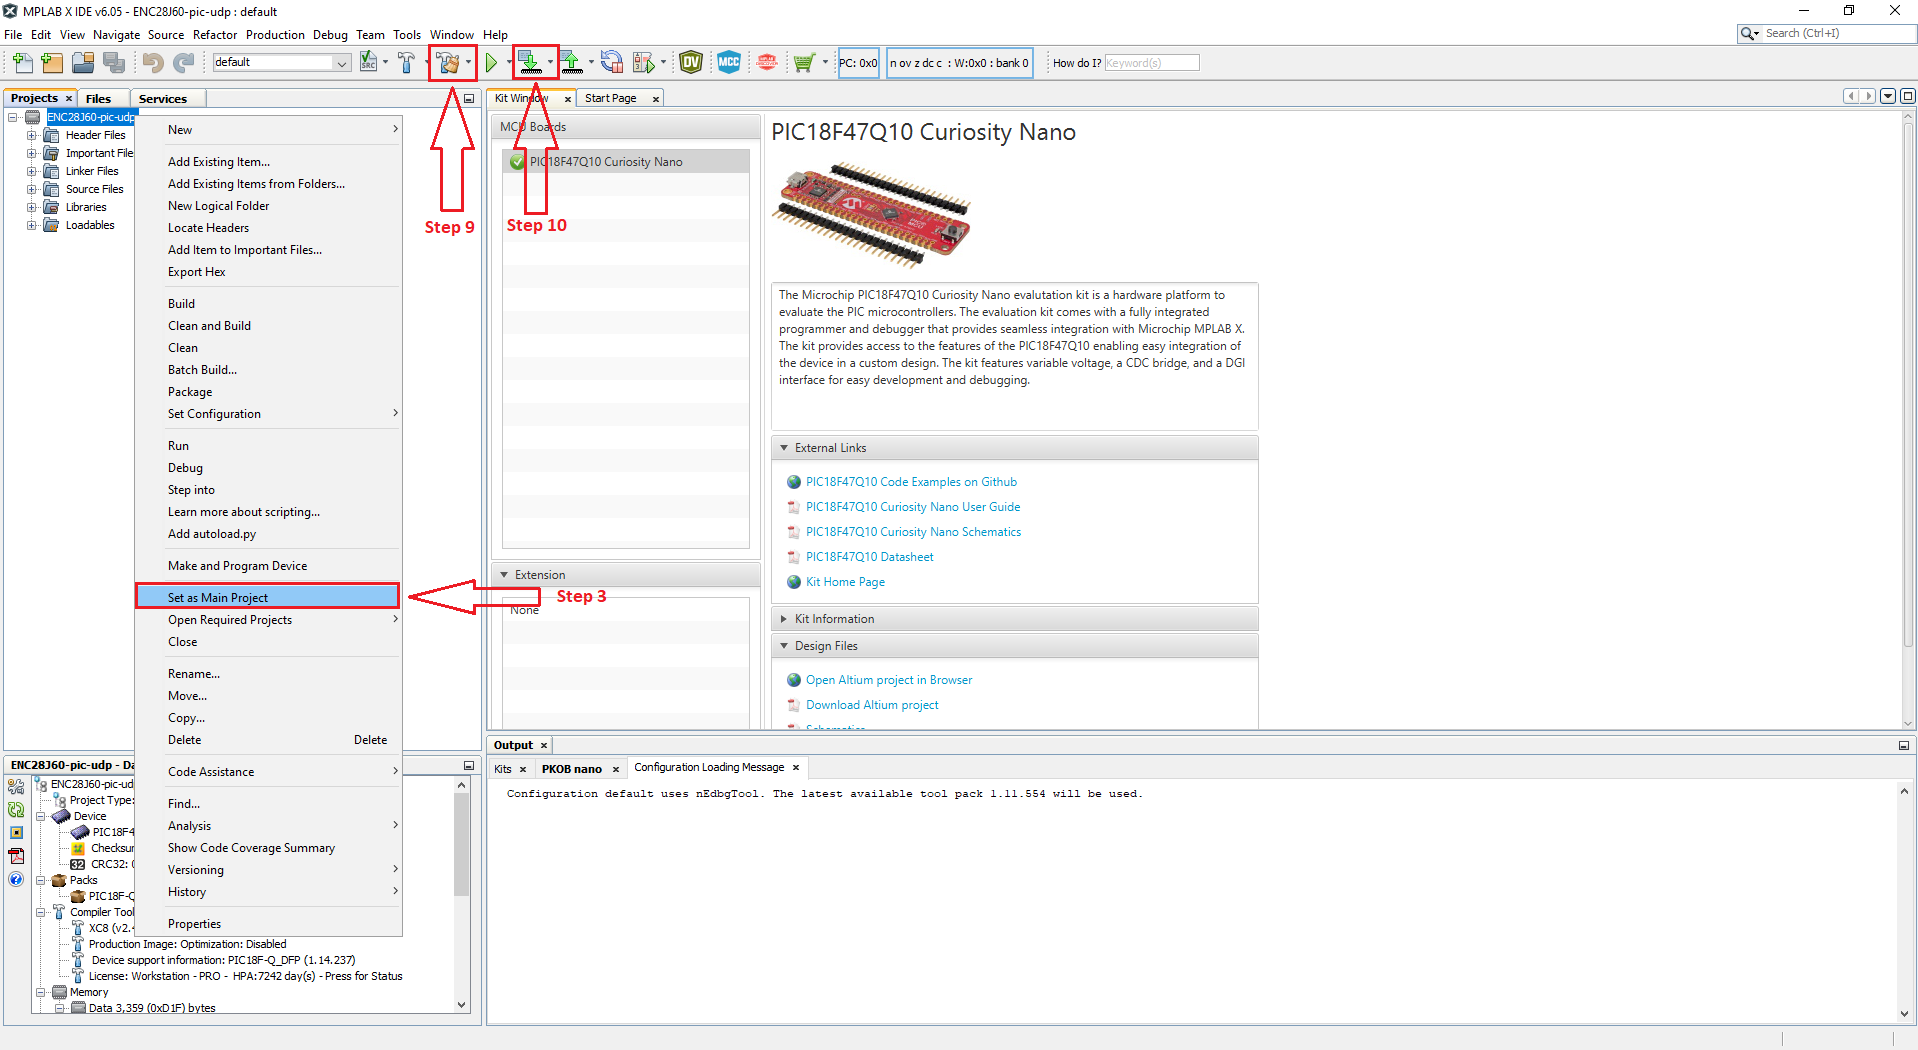 MPLAB X IDE v6.05 - ENC28J60-pic-udp : default
File Edit View Navigate Source Refactor Production Debug Team Tools Window Help
Search (Ctrl+I)
default
SRC
DV
MCC
PC: 0x0
n ov z dc c : W:0x0 : bank 0
How do I?
Keyword(s)
Projects
Files
Services
ENC28J60-pic-udp
Header Files
Important File
Linker Files
Source Files
Libraries
Loadables
New
Add Existing Item...
Add Existing Items from Folders...
New Logical Folder
Locate Headers
Add Item to Important Files...
Export Hex
Build
Clean and Build
Clean
Batch Build...
Package
Set Configuration
Run
Debug
Step into
Learn more about scripting...
Add autoload.py
Make and Program Device
Set as Main Project
Open Required Projects
Close
Rename...
Move...
Copy...
Delete Delete
Code Assistance
Find...
Analysis
Show Code Coverage Summary
Versioning
History
Properties
Step 9
Step 10
Step 3
Kit Window
Start Page
MCU Boards
PIC18F47Q10 Curiosity Nano
Extension
None
PIC18F47Q10 Curiosity Nano
The Microchip PIC18F47Q10 Curiosity Nano evalutation kit is a hardware platform to
evaluate the PIC microcontrollers. The evaluation kit comes with a fully integrated
programmer and debugger that provides seamless integration with Microchip MPLAB X.
The kit provides access to the features of the PIC18F47Q10 enabling easy integration of
the device in a custom design. The kit features variable voltage, a CDC bridge, and a DGI
interface for easy development and debugging.
External Links
PIC18F47Q10 Code Examples on Github
PIC18F47Q10 Curiosity Nano User Guide
PIC18F47Q10 Curiosity Nano Schematics
PIC18F47Q10 Datasheet
Kit Home Page
Kit Information
Design Files
Open Altium project in Browser
Download Altium project
Schematics
ENC28J60-pic-udp - Da
ENC28J60-pic-ud
Project Type:
Device
PIC18F4
Checksum
32 CRC32: 0
Packs
PIC18F-Q
Compiler Tool
XC8 (v2.4
Production Image: Optimization: Disabled
Device support information: PIC18F-Q_DFP (1.14.237)
License: Workstation - PRO - HPA:7242 day(s) - Press for Status
Memory
Data 3,359 (0xD1F) bytes
Output
Kits
PKOB nano
Configuration Loading Message
Configuration default uses nEdbgTool. The latest available tool pack 1.11.554 will be used.